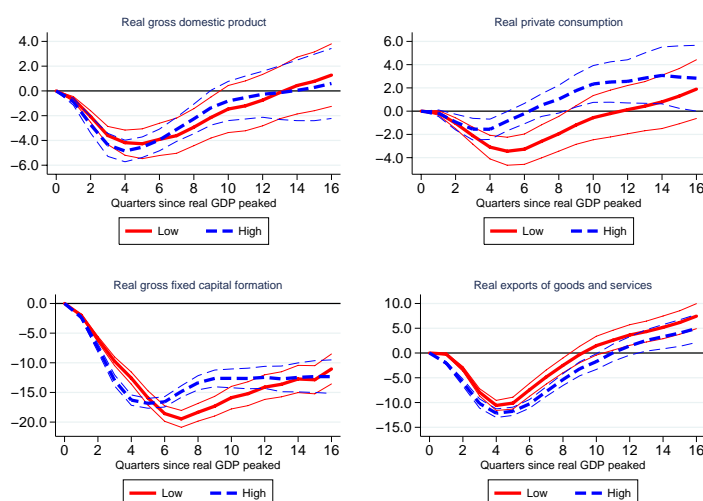 Real gross domestic product
4.0
2.0
0.0
−2.0
−4.0
−6.0
0 2 4 6 8 10 12 14 16
Quarters since real GDP peaked
Low High
Real private consumption
6.0
4.0
2.0
0.0
−2.0
−4.0
0 2 4 6 8 10 12 14 16
Quarters since real GDP peaked
Low High
Real gross fixed capital formation
0.0
−5.0
−10.0
−15.0
−20.0
0 2 4 6 8 10 12 14 16
Quarters since real GDP peaked
Low High
Real exports of goods and services
10.0
5.0
0.0
−5.0
−10.0
−15.0
0 2 4 6 8 10 12 14 16
Quarters since real GDP peaked
Low High